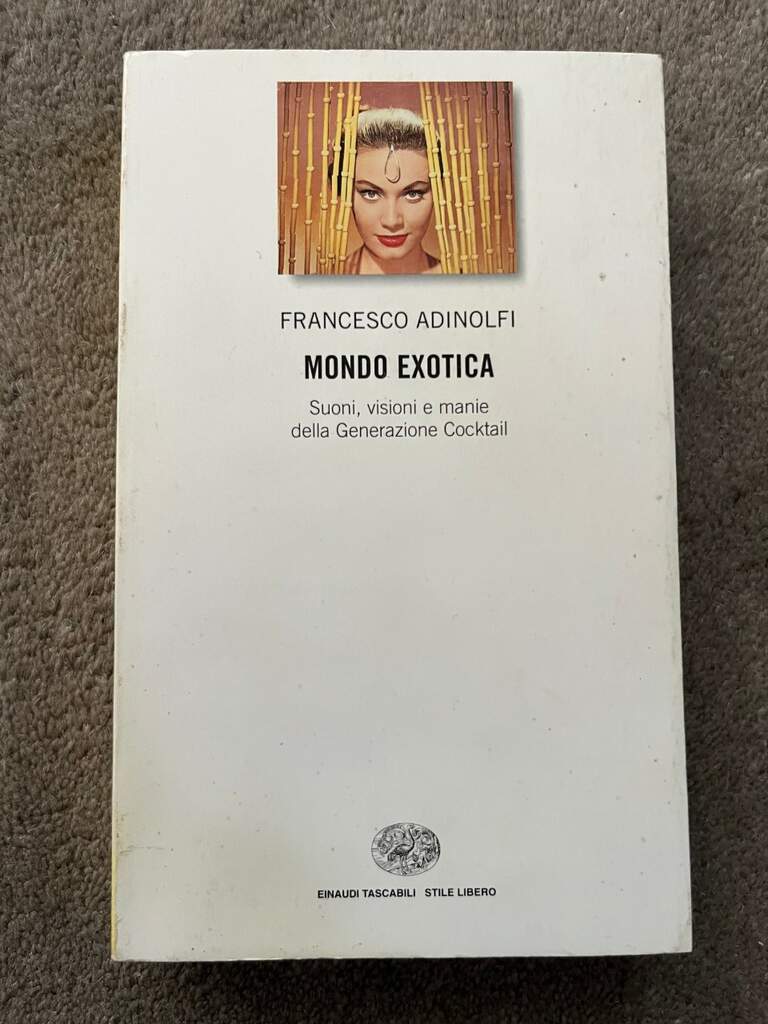 FRANCESCO ADINOLFI
MONDO EXOTICA
Suoni, visioni e manie
della Generazione Cocktail
EINAUDI TASCABILI STILE LIBERO